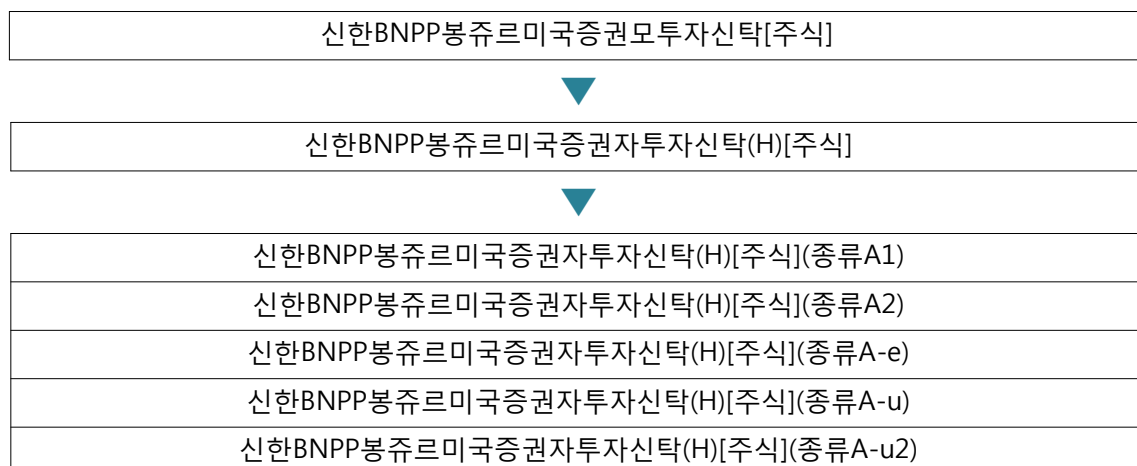 신한BNPP봉쥬르미국증권모투자신탁[주식]
신한BNPP봉쥬르미국증권자투자신탁(H)[주식]
신한BNPP봉쥬르미국증권자투자신탁(H)[주식](종류A1)
신한BNPP봉쥬르미국증권자투자신탁(H)[주식](종류A2)
신한BNPP봉쥬르미국증권자투자신탁(H)[주식](종류A-e)
신한BNPP봉쥬르미국증권자투자신탁(H)[주식](종류A-u)
신한BNPP봉쥬르미국증권자투자신탁(H)[주식](종류A-u2)